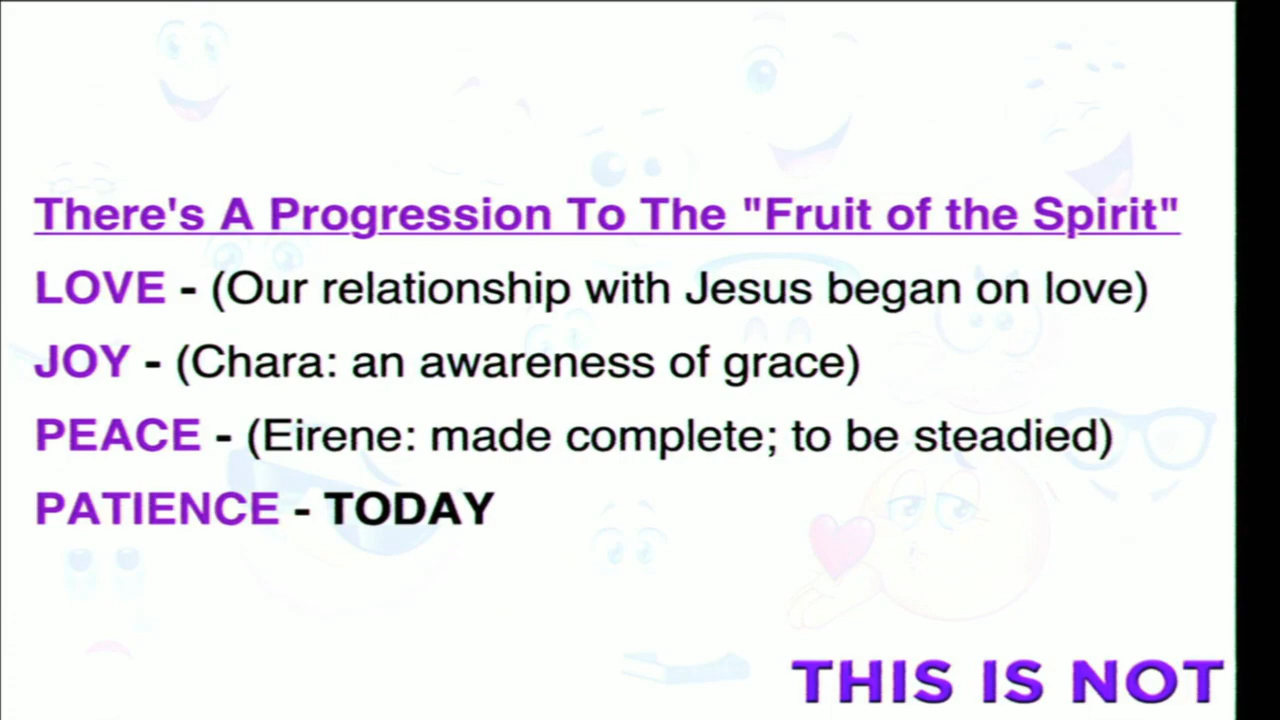 There's A Progression To The "Fruit of the Spirit"
LOVE - (Our relationship with Jesus began on love)
JOY - (Chara: an awareness of grace)
PEACE - (Eirene: made complete; to be steadied)
PATIENCE - TODAY
THIS IS NOT